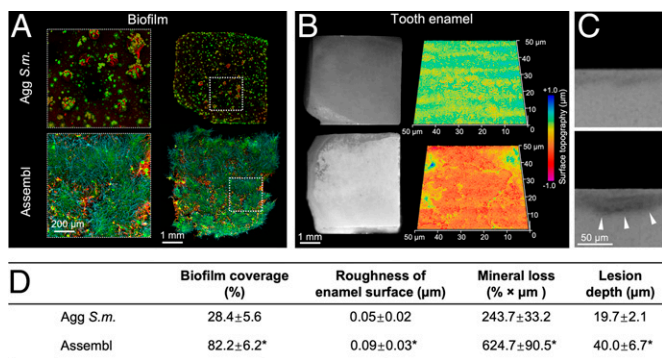 A
Biofilm
B
Tooth enamel
C
Agg S.m.
Assembl
200 µm
1 mm
50 µm
40
30
20
10
0
50 µm
40
30
20
10
0
50 µm
40
30
20
10
0
50 µm
40
30
20
10
0
1 mm
+1.0
Surface topography (µm)
-1.0
50 µm
D
Biofilm coverage (%)
Roughness of enamel surface (µm)
Mineral loss (% × µm )
Lesion depth (µm)
Agg S.m. 28.4±5.6 0.05±0.02 243.7±33.2 19.7±2.1
Assembl 82.2±6.2* 0.09±0.03* 624.7±90.5* 40.0±6.7*